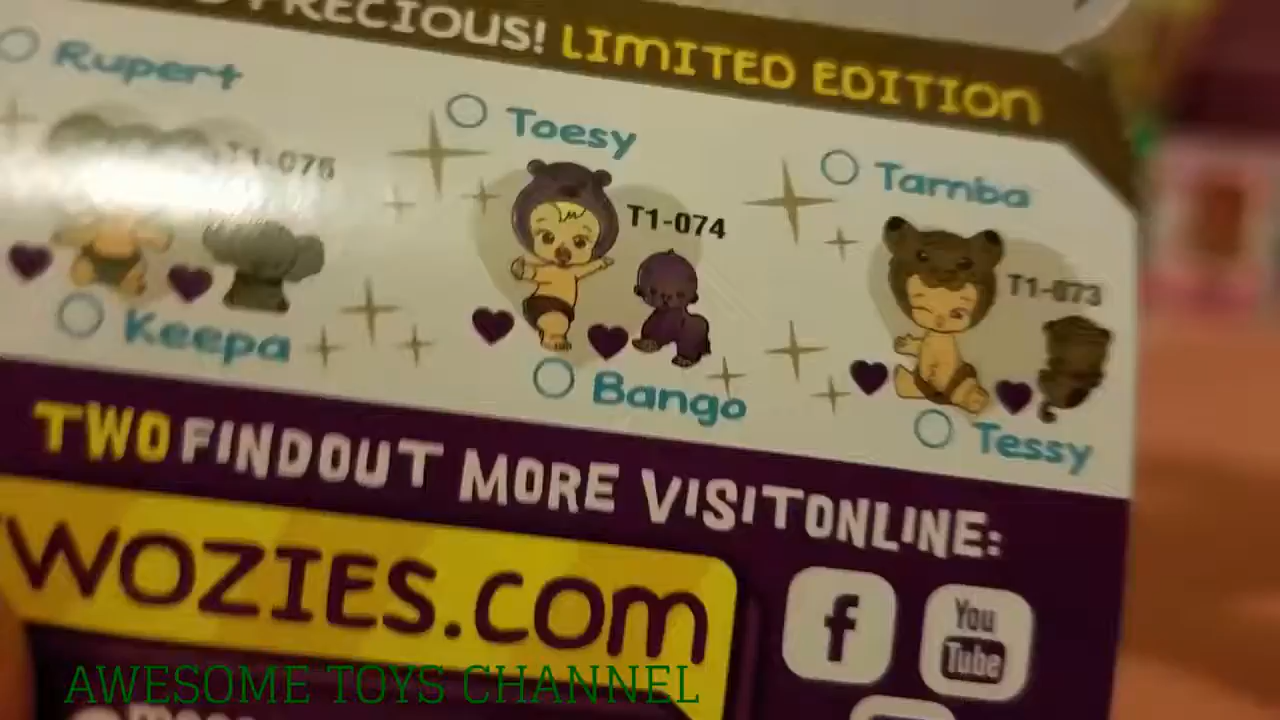 PRECIOUS! LIMITED EDITION
Rupert
Toesy
Tamba
T1-075
T1-074
T1-073
Keepa
Bango
Tessy
TWO FINDOUT MORE VISITONLINE:
WOZIES.COM
f
You
Tube
AWESOME TOYS CHANNEL